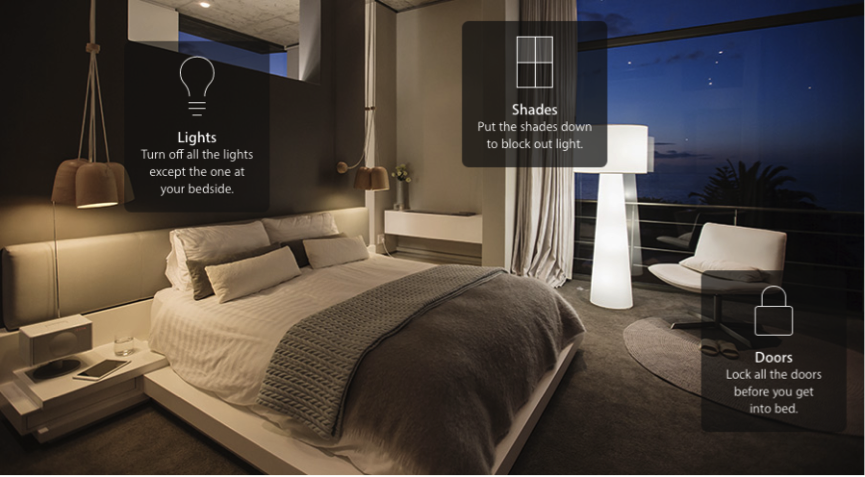 Lights
Turn off all the lights
except the one at
your bedside.
Shades
Put the shades down
to block out light.
Doors
Lock all the doors
before you get
into bed.